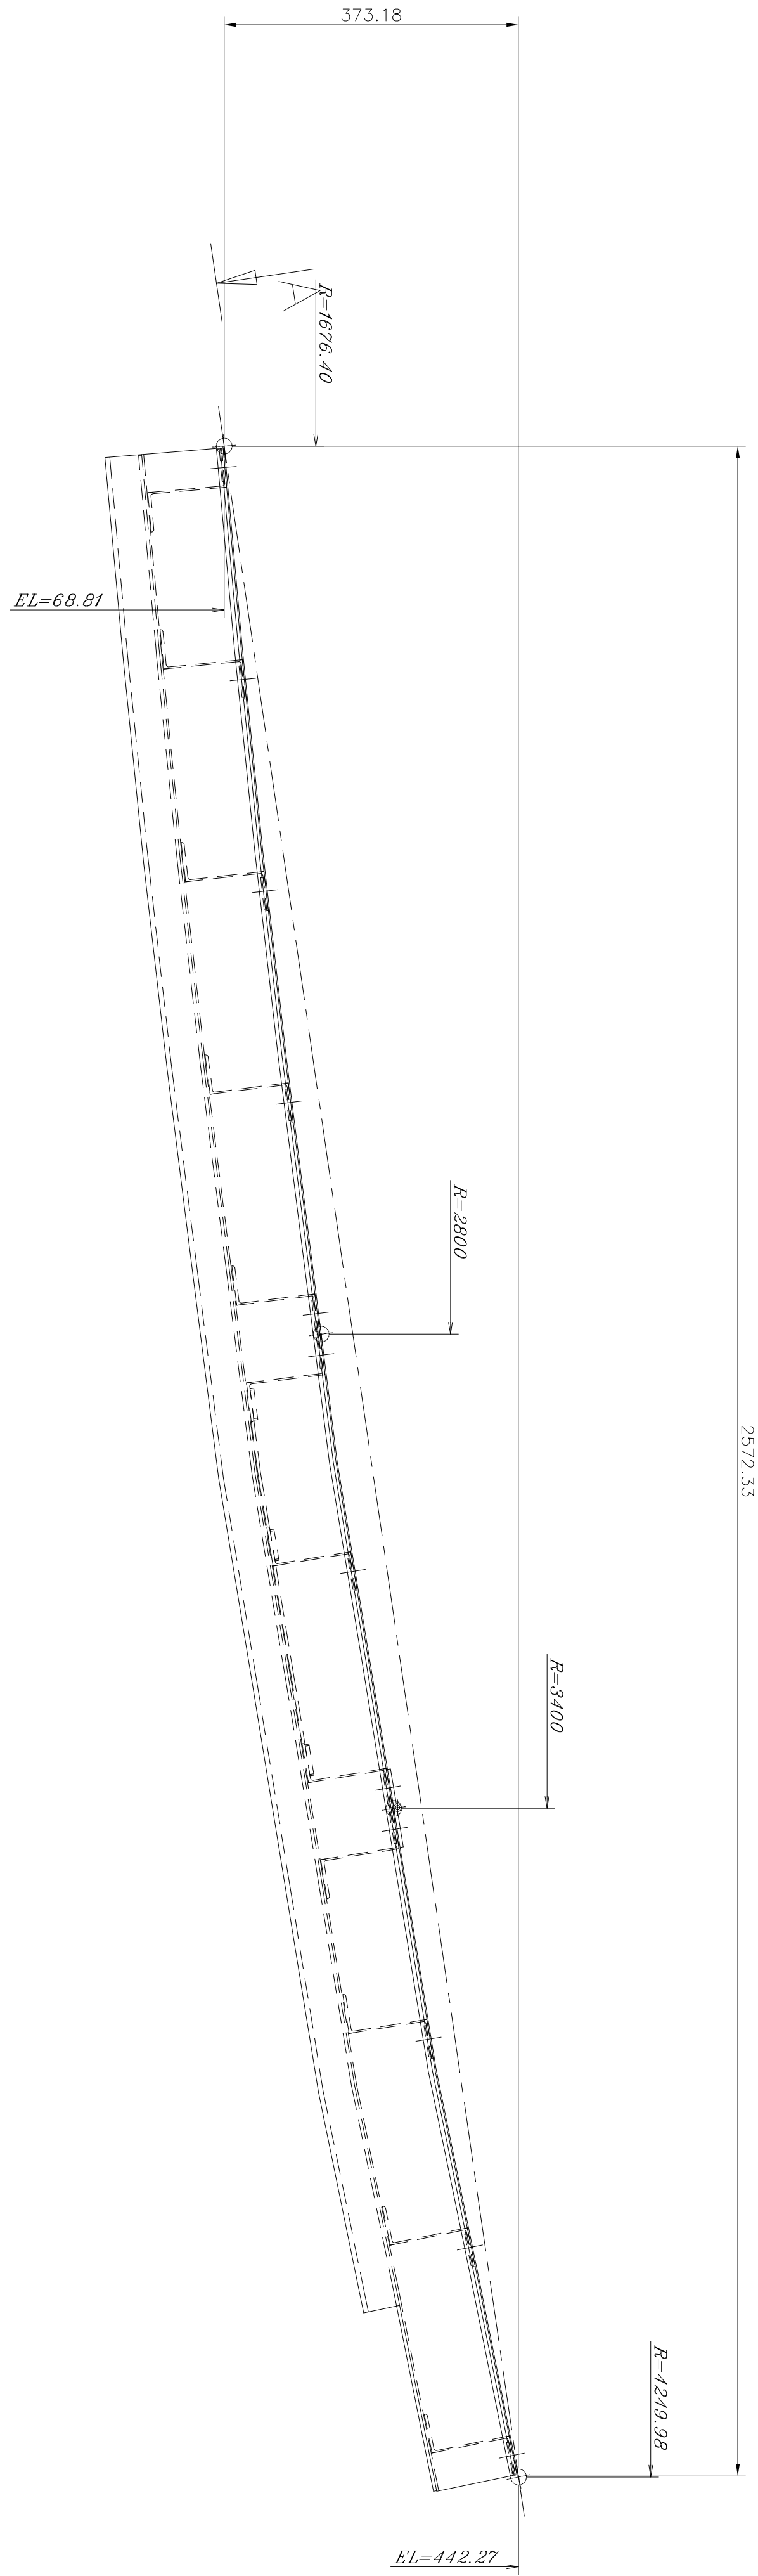 373.18
A
R=1676.40
EL=68.81
R=2800
2572.33
R=3400
R=4249.98
EL=442.27